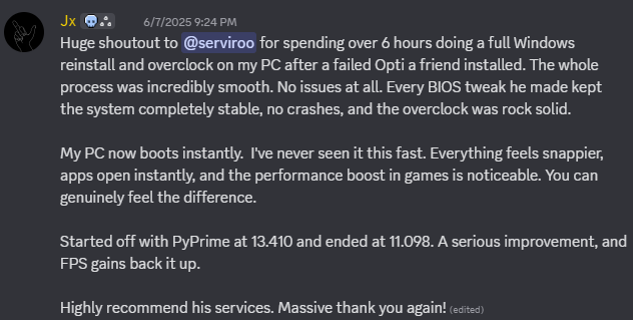 Jx 6/7/2025 9:24 PM
Huge shoutout to @serviroo for spending over 6 hours doing a full Windows
reinstall and overclock on my PC after a failed Opti a friend installed. The whole
process was incredibly smooth. No issues at all. Every BIOS tweak he made kept
the system completely stable, no crashes, and the overclock was rock solid.
My PC now boots instantly.  I've never seen it this fast. Everything feels snappier,
apps open instantly, and the performance boost in games is noticeable. You can
genuinely feel the difference.
Started off with PyPrime at 13.410 and ended at 11.098. A serious improvement, and
FPS gains back it up.
Highly recommend his services. Massive thank you again! (edited)